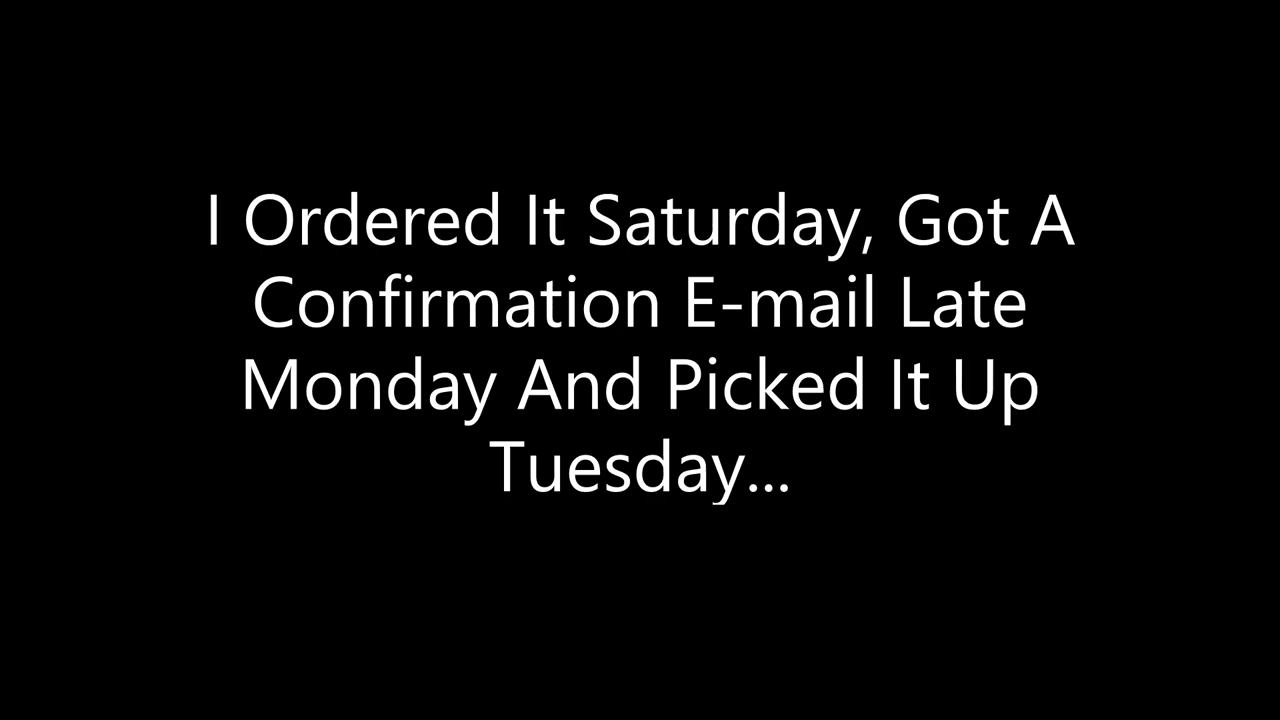 I Ordered It Saturday, Got A
Confirmation E-mail Late
Monday And Picked It Up
Tuesday...